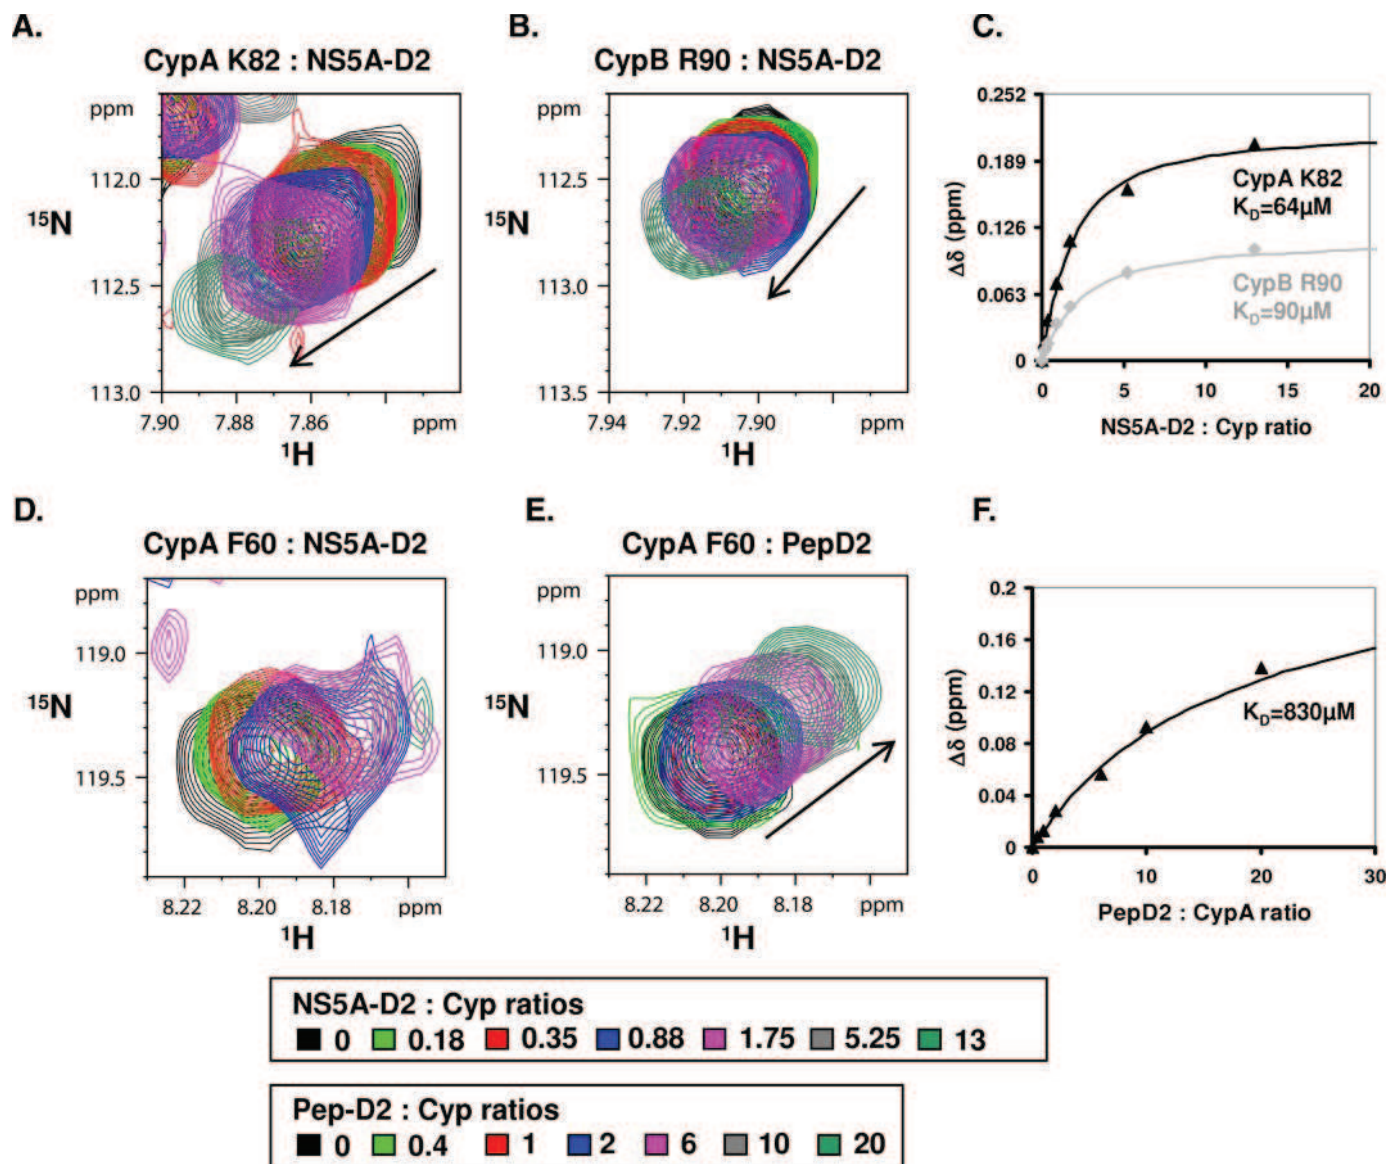 A.
CypA K82 : NS5A-D2
ppm
112.0
15N
112.5
113.0
7.90
7.88
7.86
ppm
1H
B.
CypB R90 : NS5A-D2
ppm
112.5
15N
113.0
113.5
7.94
7.92
7.90
ppm
1H
C.
0.252
0.189
0.126
0.063
0
Δδ (ppm)
CypA K82
KD=64µM
CypB R90
KD=90µM
0
5
10
15
20
NS5A-D2 : Cyp ratio
D.
CypA F60 : NS5A-D2
ppm
119.0
15N
119.5
8.22
8.20
8.18
ppm
1H
E.
CypA F60 : PepD2
ppm
119.0
15N
119.5
8.22
8.20
8.18
ppm
1H
F.
0.2
0.16
0.12
0.08
0.04
0
Δδ (ppm)
KD=830µM
0
10
20
30
PepD2 : CypA ratio
NS5A-D2 : Cyp ratios
0 0.18 0.35 0.88 1.75 5.25 13
Pep-D2 : Cyp ratios
0 0.4 1 2 6 10 20